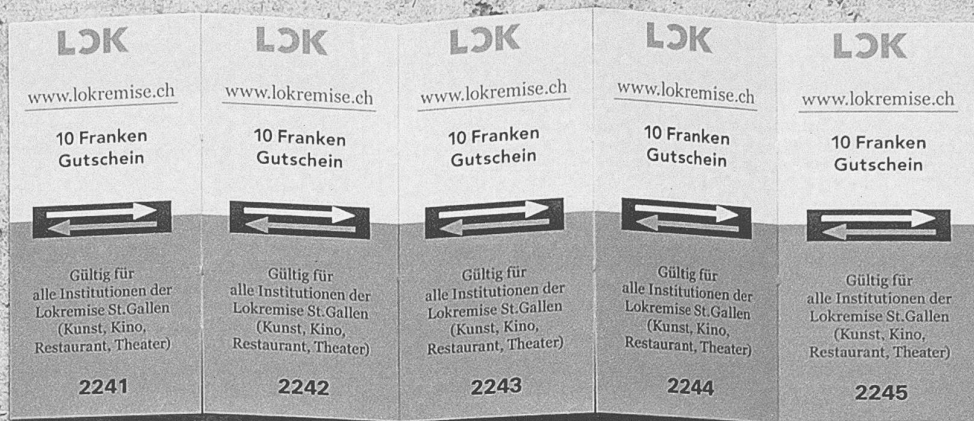 LOK
www.lokremise.ch
10 Franken
Gutschein
Gültig für
alle Institutionen der
Lokremise St.Gallen
(Kunst, Kino,
Restaurant, Theater)
2241
LOK
www.lokremise.ch
10 Franken
Gutschein
Gültig für
alle Institutionen der
Lokremise St.Gallen
(Kunst, Kino,
Restaurant, Theater)
2242
LOK
www.lokremise.ch
10 Franken
Gutschein
Gültig für
alle Institutionen der
Lokremise St.Gallen
(Kunst, Kino,
Restaurant, Theater)
2243
LOK
www.lokremise.ch
10 Franken
Gutschein
Gültig für
alle Institutionen der
Lokremise St.Gallen
(Kunst, Kino,
Restaurant, Theater)
2244
LOK
www.lokremise.ch
10 Franken
Gutschein
Gültig für
alle Institutionen der
Lokremise St.Gallen
(Kunst, Kino,
Restaurant, Theater)
2245